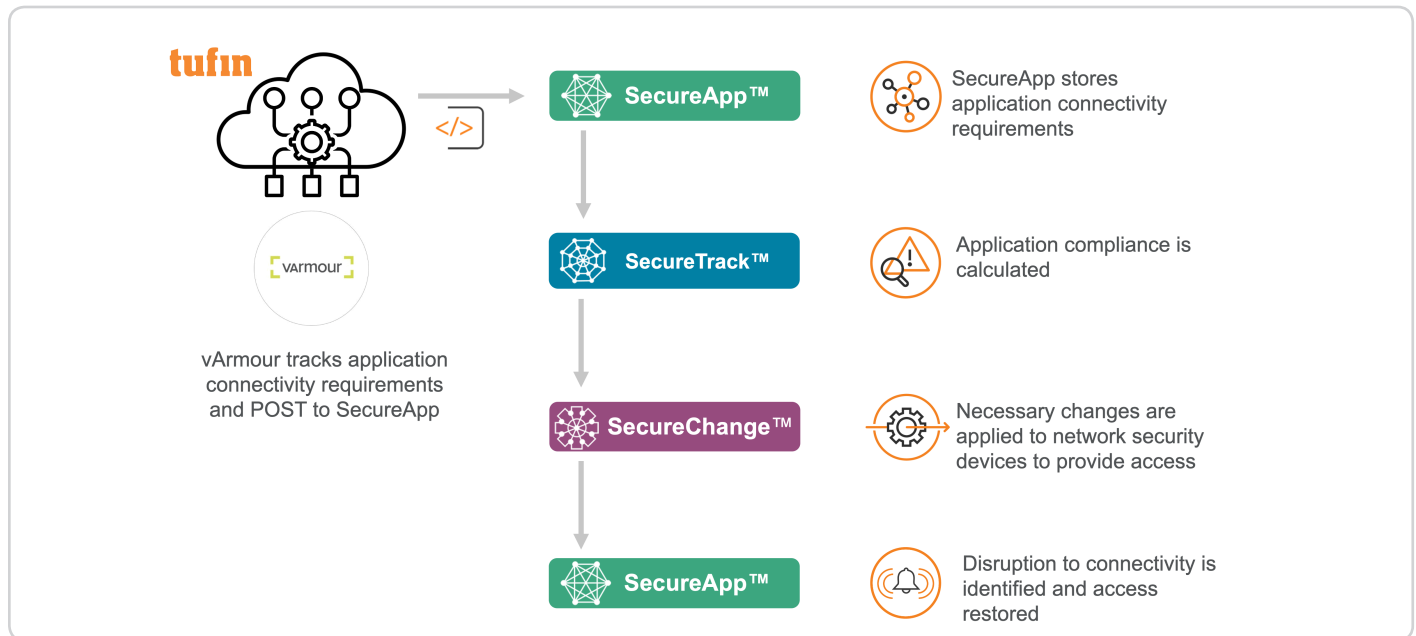 tufin
</>
SecureApp™
SecureApp stores
application connectivity
requirements
vARMOUR
vArmour tracks application
connectivity requirements
and POST to SecureApp
SecureTrack™
Application compliance is
calculated
SecureChange™
Necessary changes are
applied to network security
devices to provide access
SecureApp™
Disruption to connectivity is
identified and access
restored